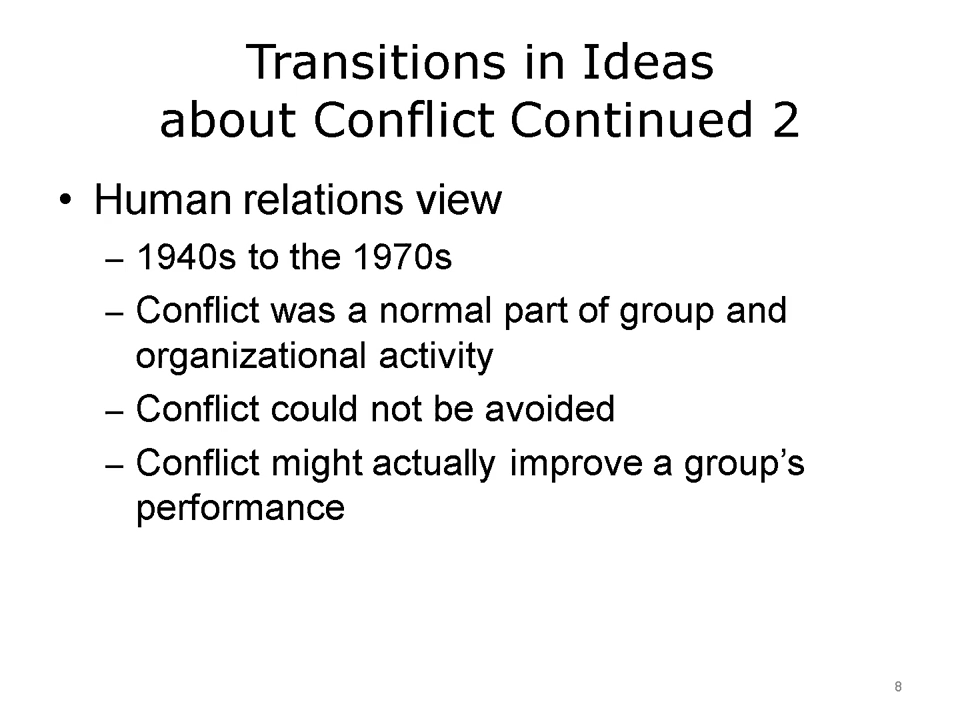 Transitions in Ideas
about Conflict Continued 2
• Human relations view
– 1940s to the 1970s
– Conflict was a normal part of group and
organizational activity
– Conflict could not be avoided
– Conflict might actually improve a group’s
performance
8